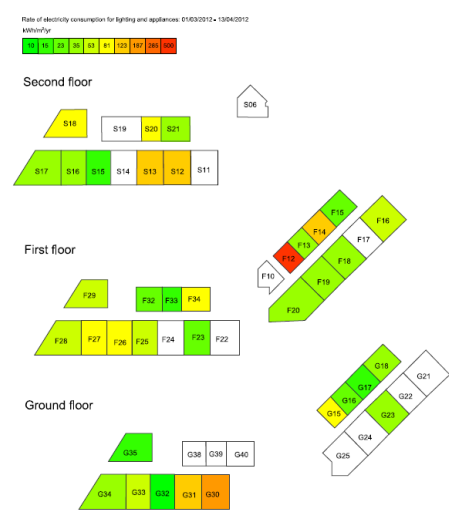 Rate of electricity consumption for lighting and appliances: 01/03/2012 - 13/04/2012
kWh/m²/yr
10 15 23 35 53 81 123 187 285 500
Second floor
S06
S18 S19 S20 S21
S17 S16 S15 S14 S13 S12 S11
F15 F16
F14
F13 F17
F12 F18
First floor
F10 F19
F29 F32 F33 F34 F20
F28 F27 F26 F25 F24 F23 F22
G18 G21
G17
G16 G22
Ground floor
G15 G23
G24
G35 G38 G39 G40 G25
G34 G33 G32 G31 G30